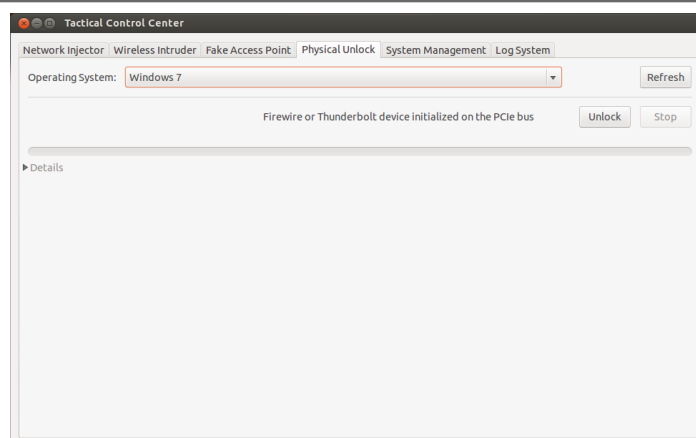 Tactical Control Center
Network Injector Wireless Intruder Fake Access Point Physical Unlock System Management Log System
Operating System: Windows 7 Refresh
Firewire or Thunderbolt device initialized on the PCIe bus Unlock Stop
Details